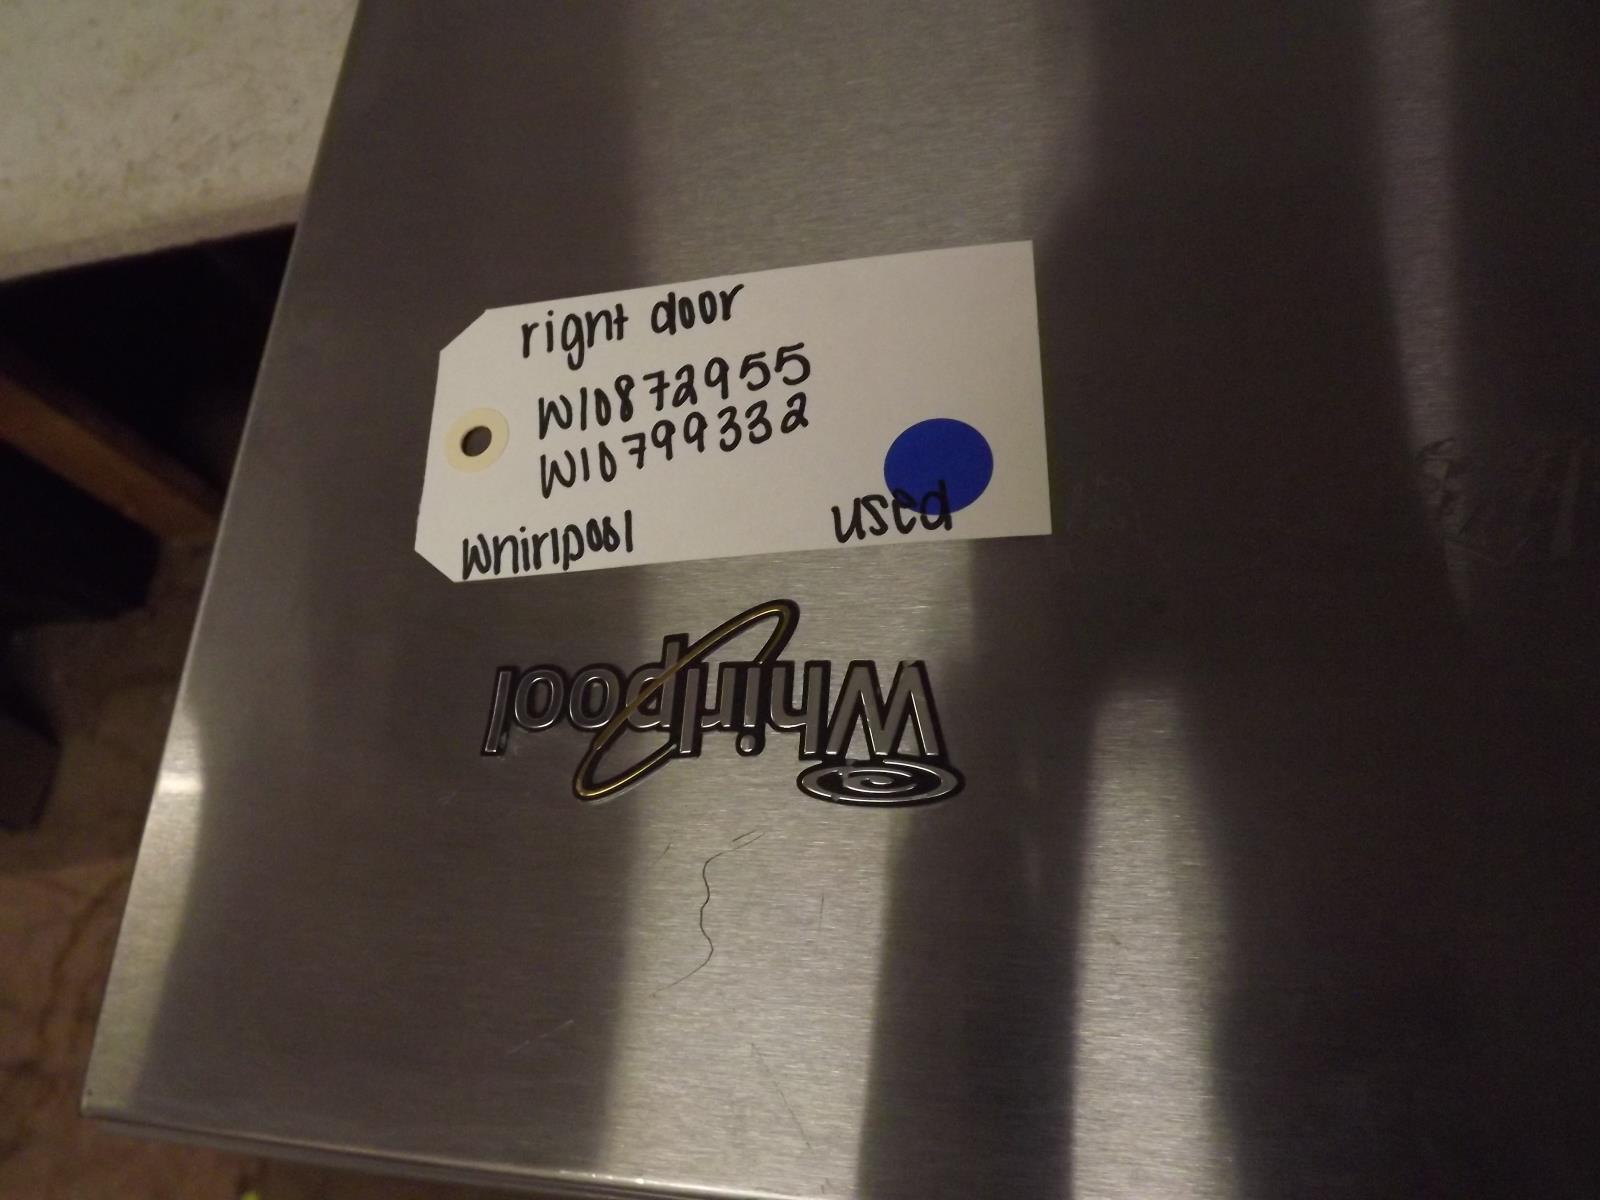 right door
W10872955
W10799332
whirlpool
used
Whirlpool